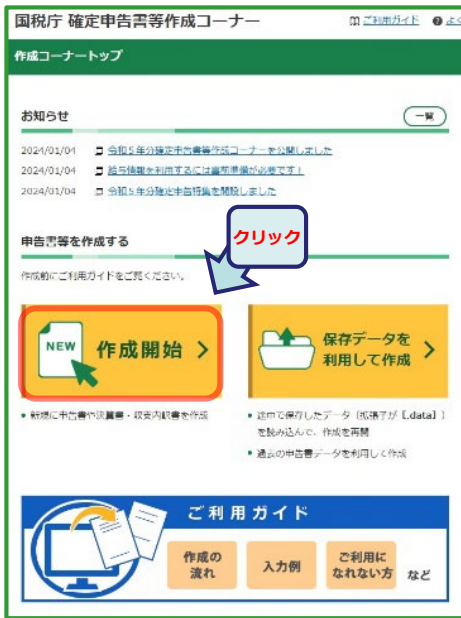 国税庁 確定申告書等作成コーナー
ご利用ガイド
作成コーナートップ
お知らせ
一覧
2024/01/04 令和5年分確定申告書等作成コーナーを公開しました
2024/01/04 給与情報を利用するには事前準備が必要です！
2024/01/04 令和5年分確定申告特集を開設しました
申告書等を作成する
クリック
作成前にご利用ガイドをご覧ください。
NEW
作成開始
保存データを
利用して作成
新規に申告書や決算書・収支内訳書を作成
途中で保存したデータ（拡張子が【.data】）
を読み込んで、作成を再開
過去の申告書データを利用して作成
ご利用ガイド
作成の
流れ
入力例
ご利用に
なれない方
など